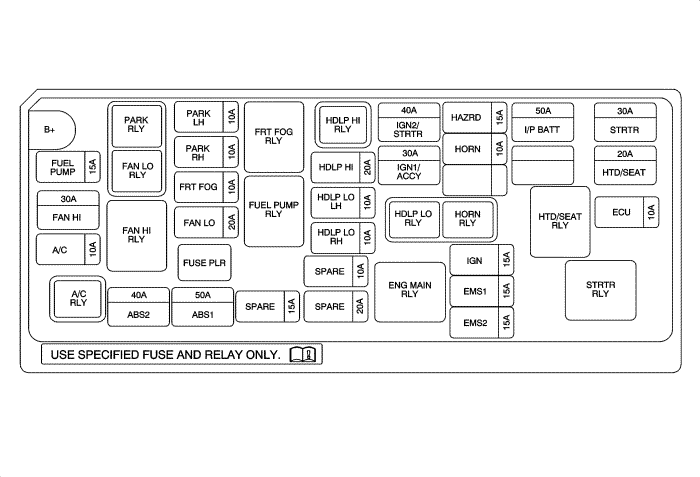 B+
PARK
RLY
PARK
LH
10A
FRT FOG
RLY
HDLP HI
RLY
40A
IGN2/
STRTR
HAZRD
15A
50A
I/P BATT
30A
STRTR
FUEL
PUMP
15A
FAN LO
RLY
PARK
RH
10A
HDLP HI
20A
30A
IGN1/
ACCY
HORN
10A
20A
HTD/SEAT
30A
FAN HI
FAN HI
RLY
FRT FOG
10A
FUEL PUMP
RLY
HDLP LO
LH
10A
HDLP LO
RLY
HORN
RLY
HTD/SEAT
RLY
ECU
10A
A/C
10A
FAN LO
20A
HDLP LO
RH
10A
FUSE PLR
SPARE
10A
ENG MAIN
RLY
IGN
15A
STRTR
RLY
A/C
RLY
40A
ABS2
50A
ABS1
SPARE
15A
SPARE
20A
EMS1
15A
EMS2
15A
USE SPECIFIED FUSE AND RELAY ONLY.